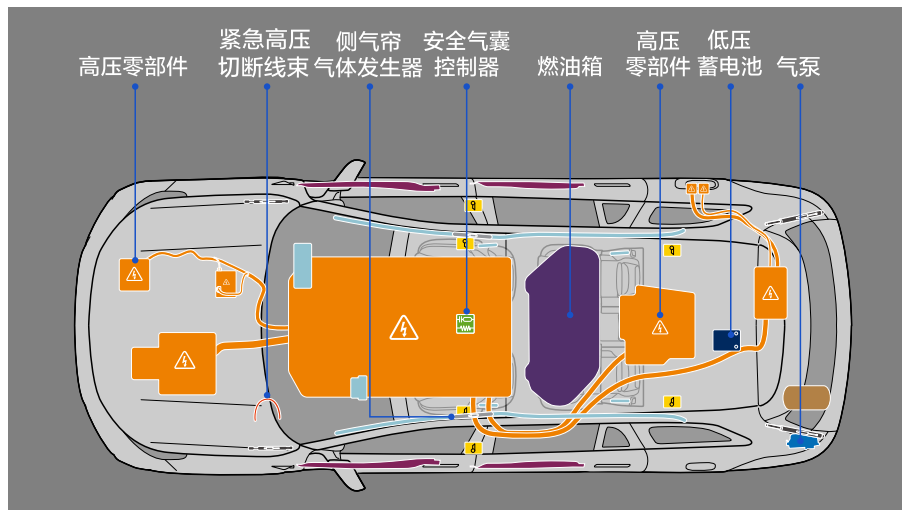 高压零部件
紧急高压
切断线束
侧气帘
气体发生器
安全气囊
控制器
燃油箱
高压
零部件
低压
蓄电池
气泵